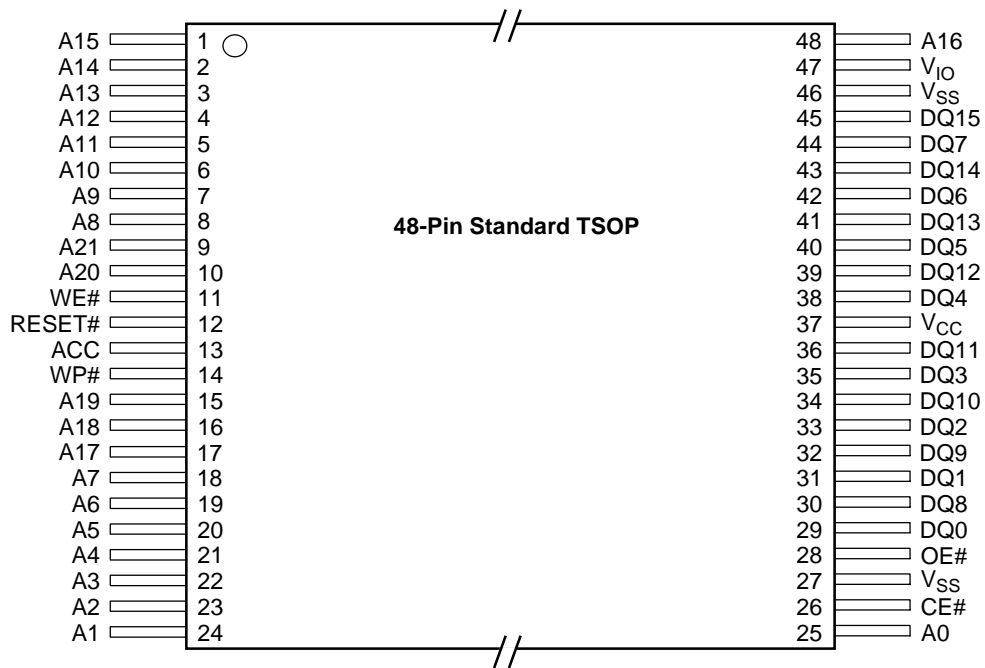 A15 1 48 A16
A14 2 47 VIO
A13 3 46 VSS
A12 4 45 DQ15
A11 5 44 DQ7
A10 6 43 DQ14
A9 7 42 DQ6
A8 8 41 DQ13
48-Pin Standard TSOP
A21 9 40 DQ5
A20 10 39 DQ12
WE# 11 38 DQ4
RESET# 12 37 VCC
ACC 13 36 DQ11
WP# 14 35 DQ3
A19 15 34 DQ10
A18 16 33 DQ2
A17 17 32 DQ9
A7 18 31 DQ1
A6 19 30 DQ8
A5 20 29 DQ0
A4 21 28 OE#
A3 22 27 VSS
A2 23 26 CE#
A1 24 25 A0